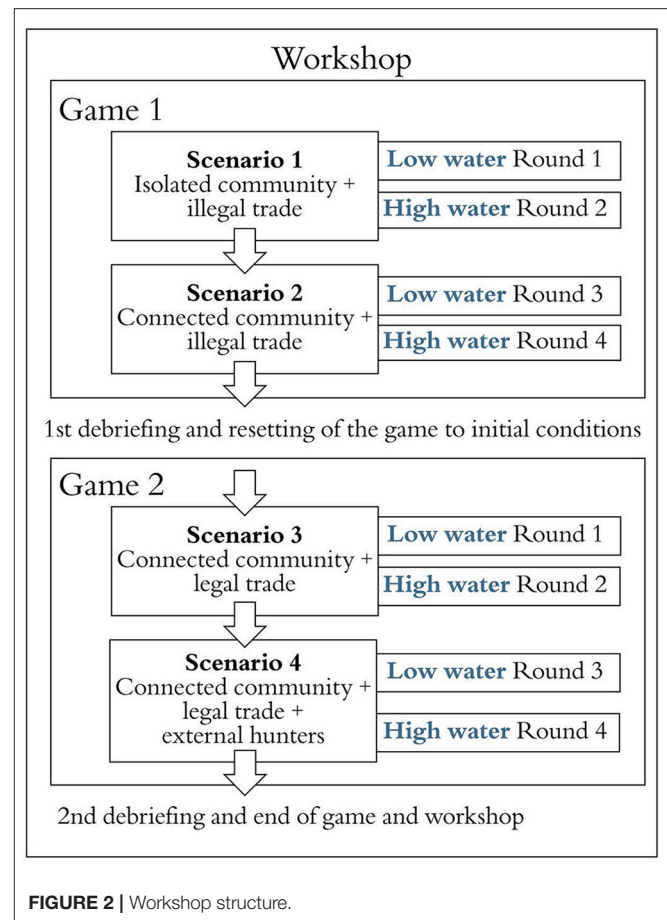 Workshop
Game 1
Scenario 1
Isolated community +
illegal trade
Low water Round 1
High water Round 2
Scenario 2
Connected community +
illegal trade
Low water Round 3
High water Round 4
1st debriefing and resetting of the game to initial conditions
Game 2
Scenario 3
Connected community +
legal trade
Low water Round 1
High water Round 2
Scenario 4
Connected community +
legal trade +
external hunters
Low water Round 3
High water Round 4
2nd debriefing and end of game and workshop
FIGURE 2 | Workshop structure.